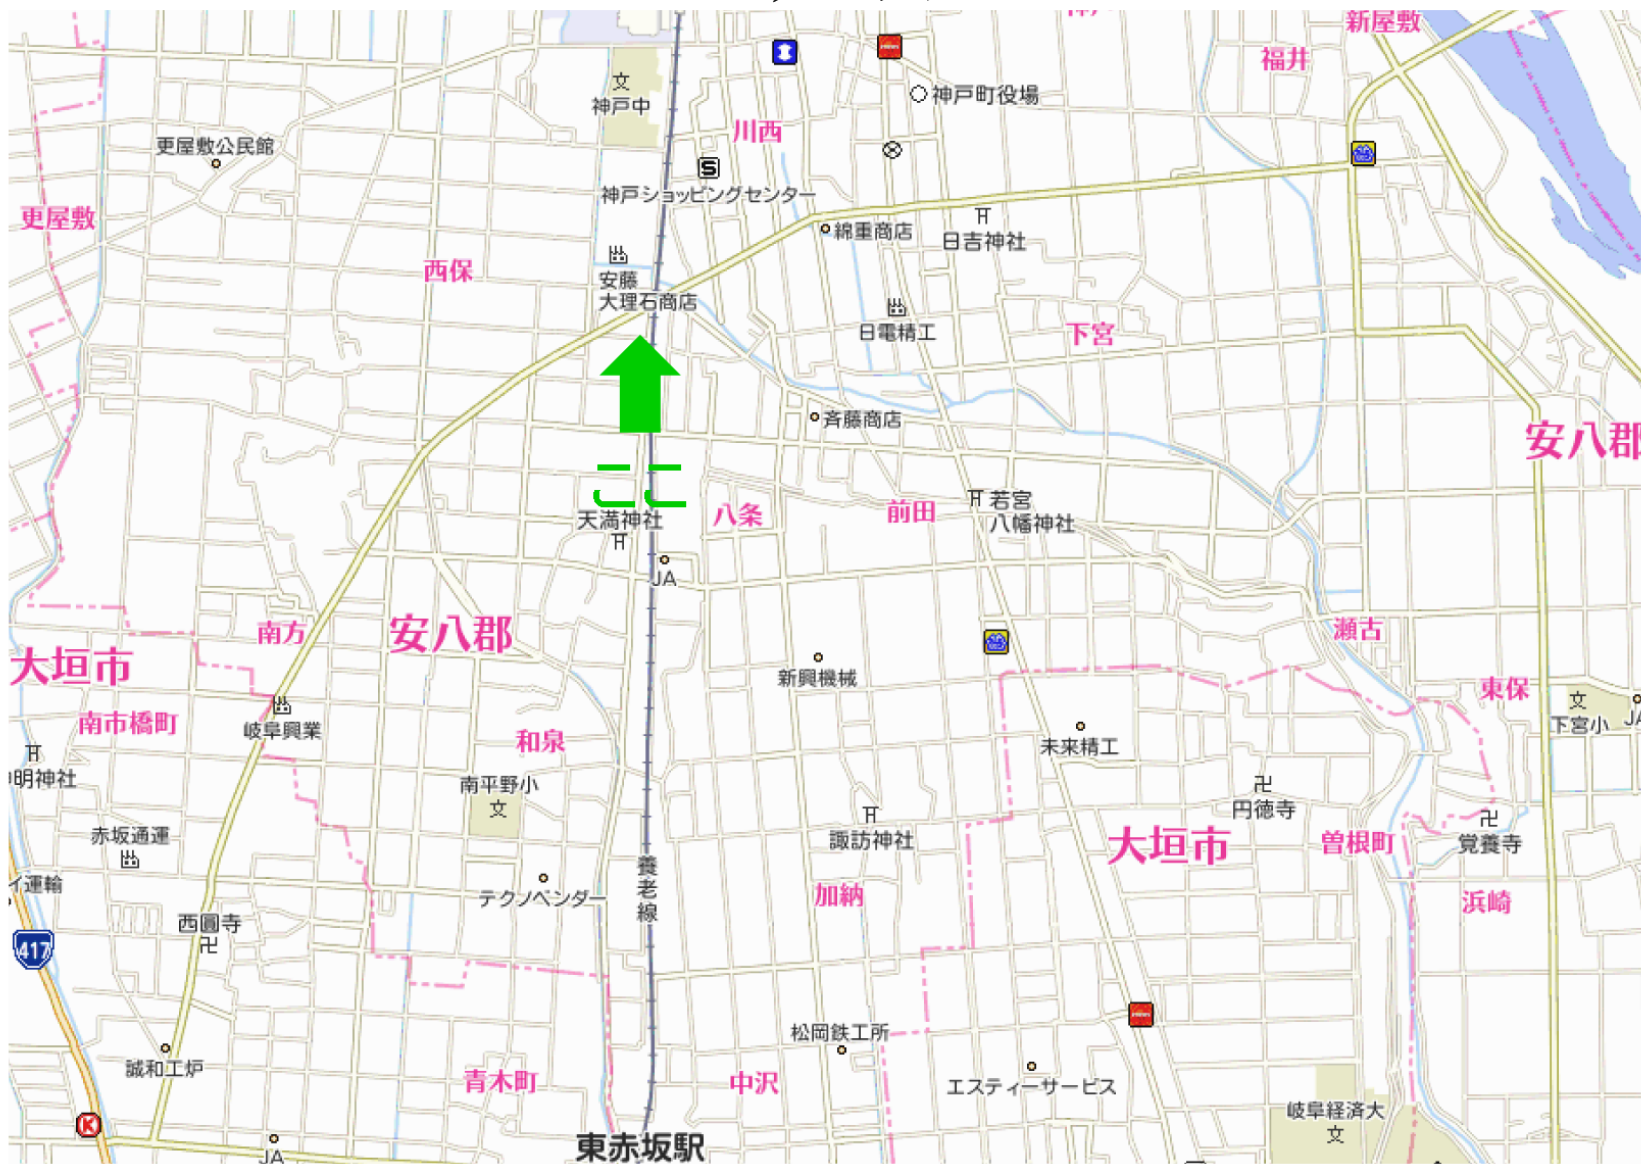 新屋敷
福井
文
神戸中
神戸町役場
川西
更屋敷公民館
S
神戸ショッピングセンター
更屋敷
綿重商店
日吉神社
西保
安藤
大理石商店
日電精工
下宮
斉藤商店
安八郡
ココ
天満神社
八条
前田
若宮
八幡神社
JA
南方
安八郡
瀬古
大垣市
新興機械
東保
南市橋町
岐阜興業
和泉
未来精工
文
下宮小
JA
明神社
南平野小
文
円徳寺
赤坂通運
諏訪神社
大垣市
曽根町
覚養寺
養老線
イ運輸
テクノベンダー
加納
浜崎
西圓寺
417
松岡鉄工所
誠和工炉
青木町
中沢
エスティーサービス
岐阜経済大
文
K
JA
東赤坂駅